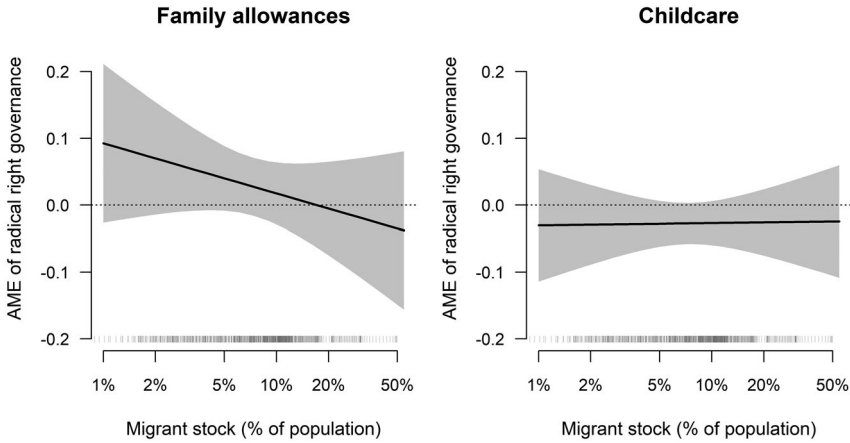 Family allowances
AME of radical right governance
0.2
0.1
0.0
-0.1
-0.2
1% 2% 5% 10% 20% 50%
Migrant stock (% of population)
Childcare
AME of radical right governance
0.2
0.1
0.0
-0.1
-0.2
1% 2% 5% 10% 20% 50%
Migrant stock (% of population)